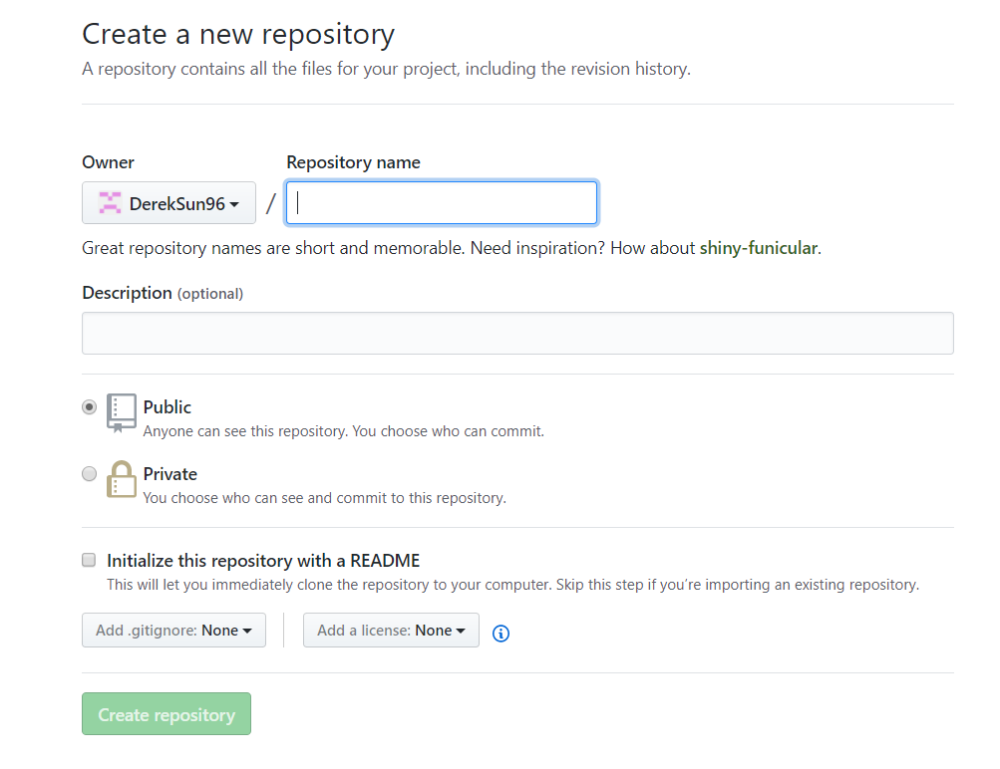 Create a new repository
A repository contains all the files for your project, including the revision history.
Owner Repository name
DerekSun96 /
Great repository names are short and memorable. Need inspiration? How about shiny-funicular.
Description (optional)
Public
Anyone can see this repository. You choose who can commit.
Private
You choose who can see and commit to this repository.
Initialize this repository with a README
This will let you immediately clone the repository to your computer. Skip this step if you’re importing an existing repository.
Add .gitignore: None Add a license: None
Create repository